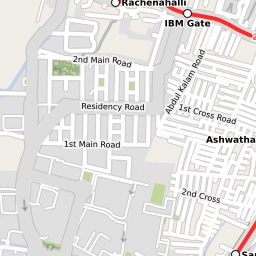 Rachenahalli
IBM Gate
2nd Main Road
Abdul Kalam Road
Residency Road
1st Cross Road
Ashwatha
1st Main Road
2nd Cross
Sa